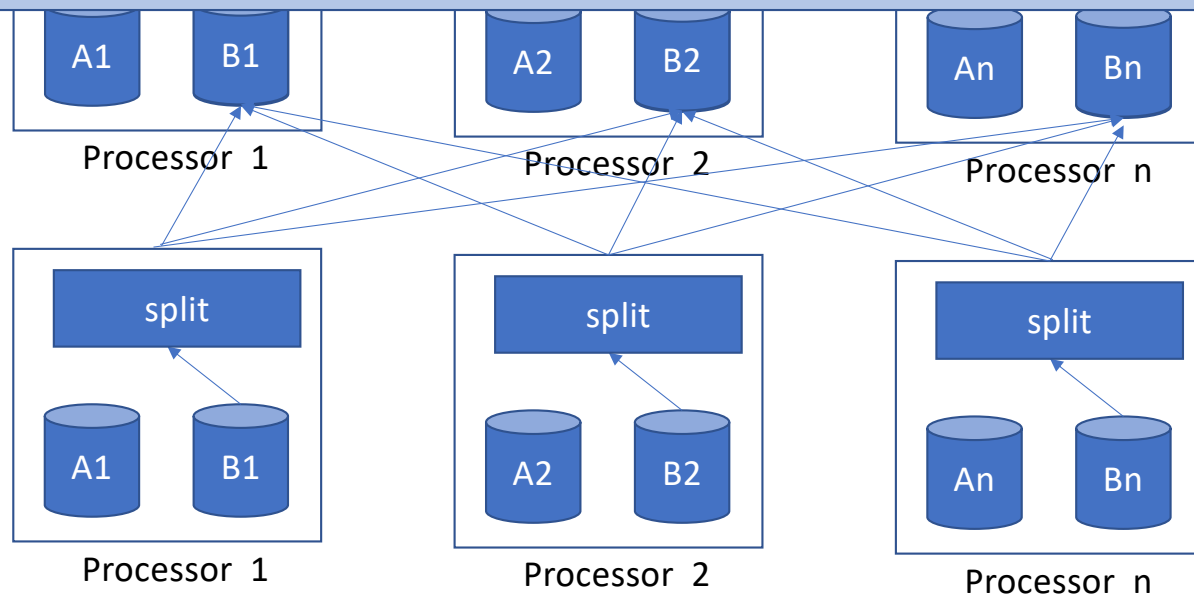 A1 B1 A2 B2 An Bn
Processor 1 Processor 2 Processor n
split split split
A1 B1 A2 B2 An Bn
Processor 1 Processor 2 Processor n